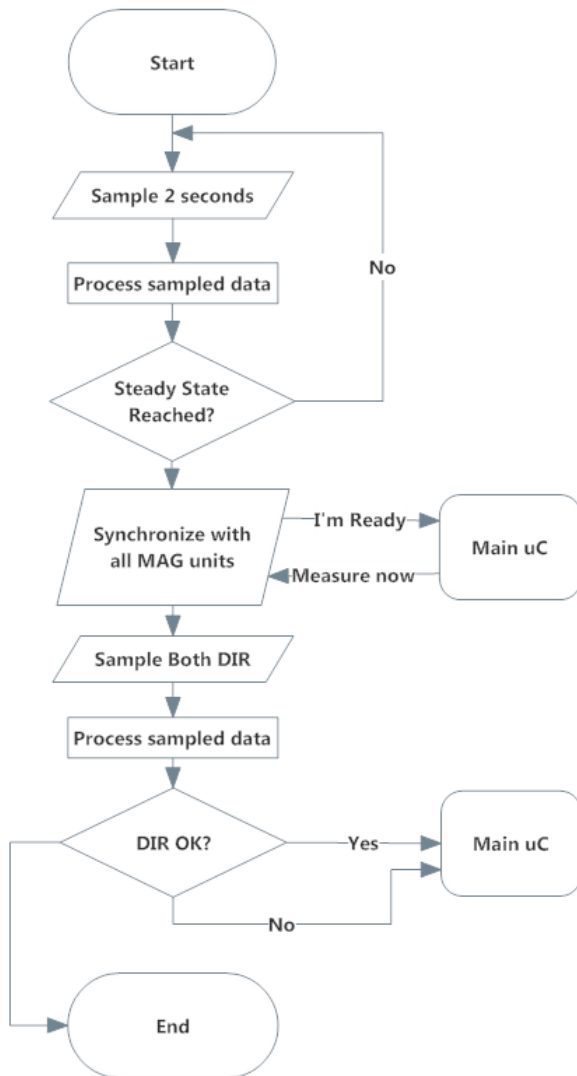 Start
Sample 2 seconds
Process sampled data
No
Steady State
Reached?
Synchronize with
all MAG units
I'm Ready
Measure now
Main uC
Sample Both DIR
Process sampled data
DIR OK?
Yes
Main uC
No
End